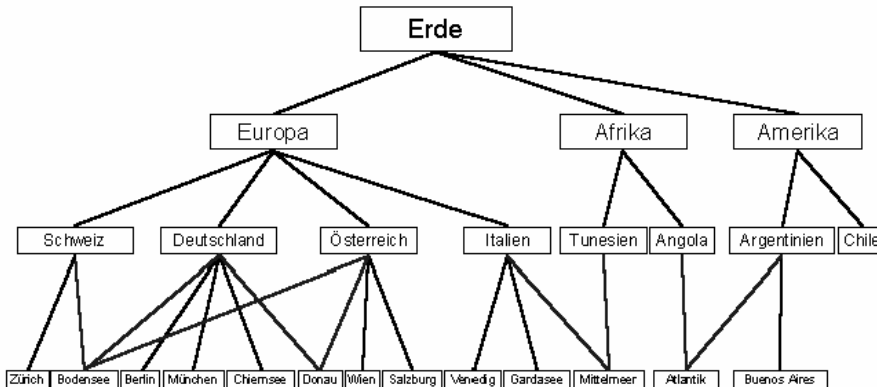 Erde
Europa Afrika Amerika
Schweiz Deutschland Österreich Italien Tunesien Angola Argentinien Chile
Zürich Bodensee Berlin München Chiemsee Donau Wien Salzburg Venedig Gardasee Mittelmeer Atlantik Buenos Aires